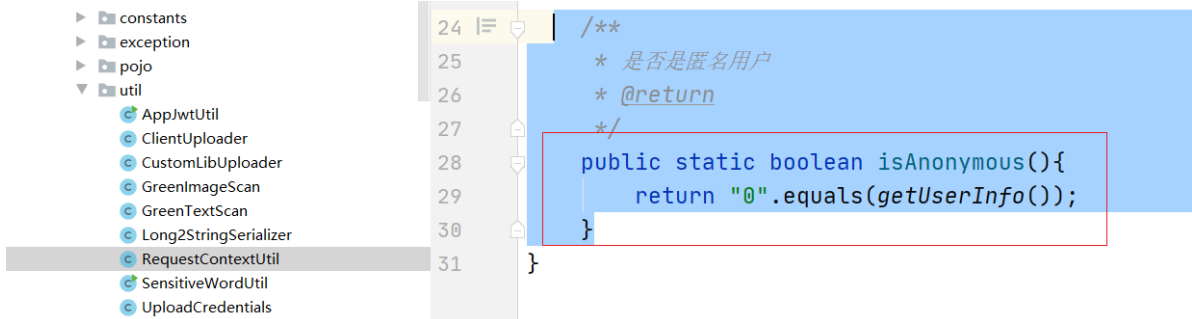 constants
exception
pojo
util
AppJwtUtil
ClientUploader
CustomLibUploader
GreenImageScan
GreenTextScan
Long2StringSerializer
RequestContextUtil
SensitiveWordUtil
UploadCredentials
24 /**
25 * 是否是匿名用户
26 * @return
27 */
28 public static boolean isAnonymous(){
29 return "0".equals(getUserInfo());
30 }
31 }